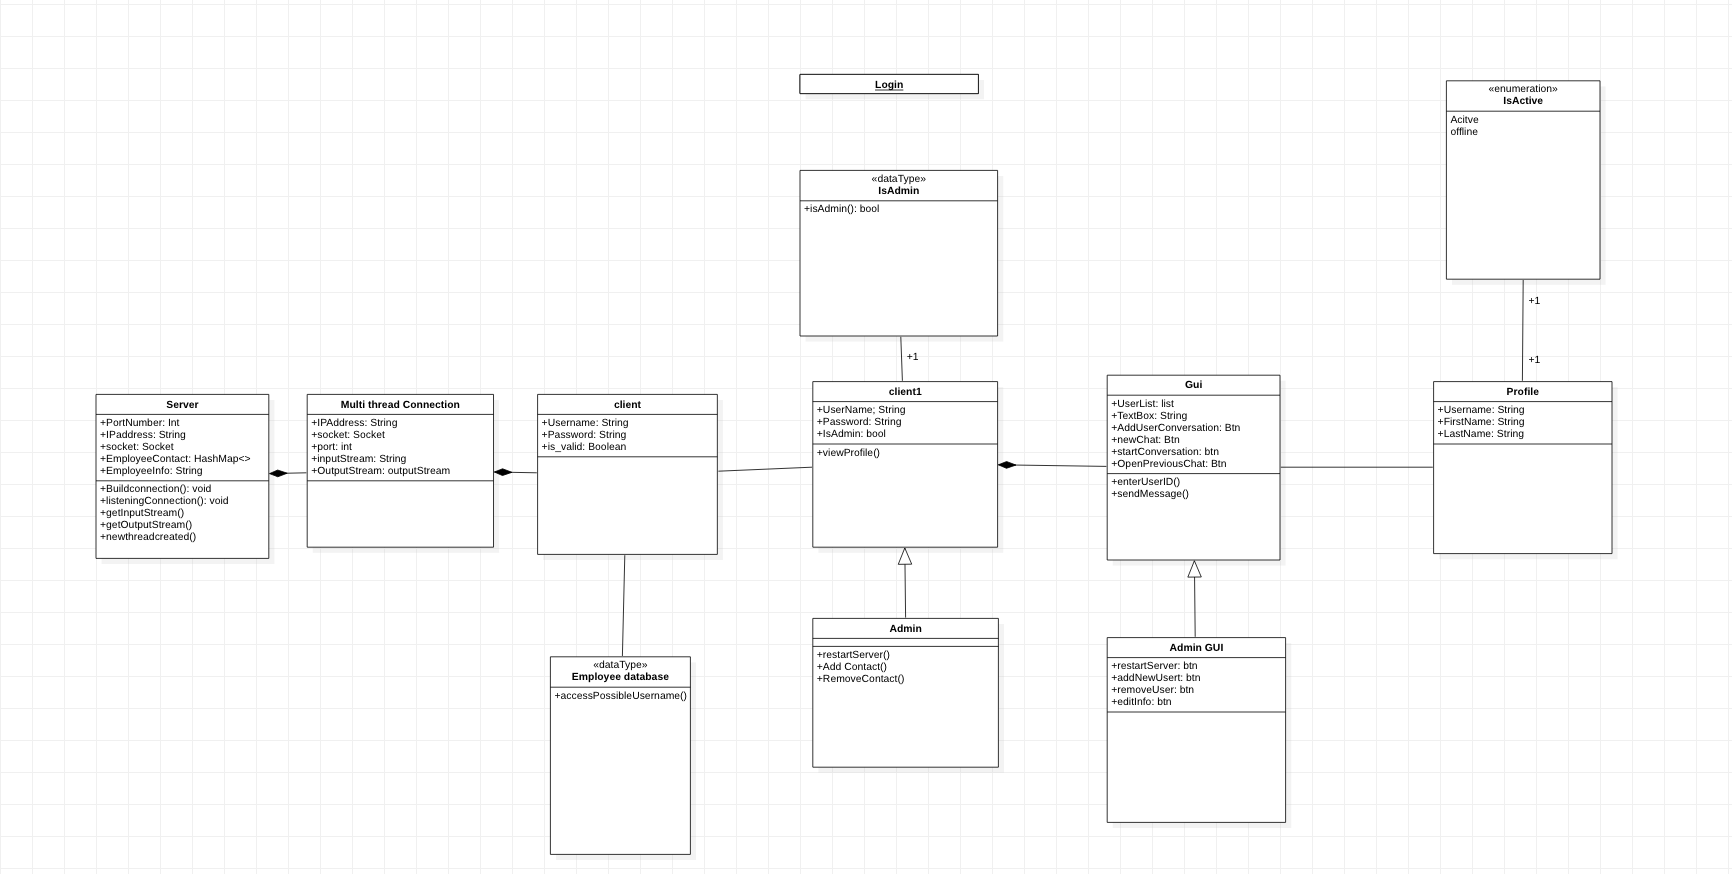 Login
«enumeration»
IsActive
Acitve
offline
«dataType»
IsAdmin
+isAdmin(): bool
+1
+1
+1
Server
+PortNumber: Int
+IPaddress: String
+socket: Socket
+EmployeeContact: HashMap<>
+EmployeeInfo: String
+Buildconnection(): void
+listeningConnection(): void
+getInputStream()
+getOutputStream()
+newthreadcreated()
Multi thread Connection
+IPAddress: String
+socket: Socket
+port: int
+inputStream: String
+OutputStream: outputStream
client
+Username: String
+Password: String
+is_valid: Boolean
client1
+UserName; String
+Password: String
+IsAdmin: bool
+viewProfile()
Gui
+UserList: list
+TextBox: String
+AddUserConversation: Btn
+newChat: Btn
+startConversation: btn
+OpenPreviousChat: Btn
+enterUserID()
+sendMessage()
Profile
+Username: String
+FirstName: String
+LastName: String
«dataType»
Employee database
+accessPossibleUsername()
Admin
+restartServer()
+Add Contact()
+RemoveContact()
Admin GUI
+restartServer: btn
+addNewUsert: btn
+removeUser: btn
+editInfo: btn